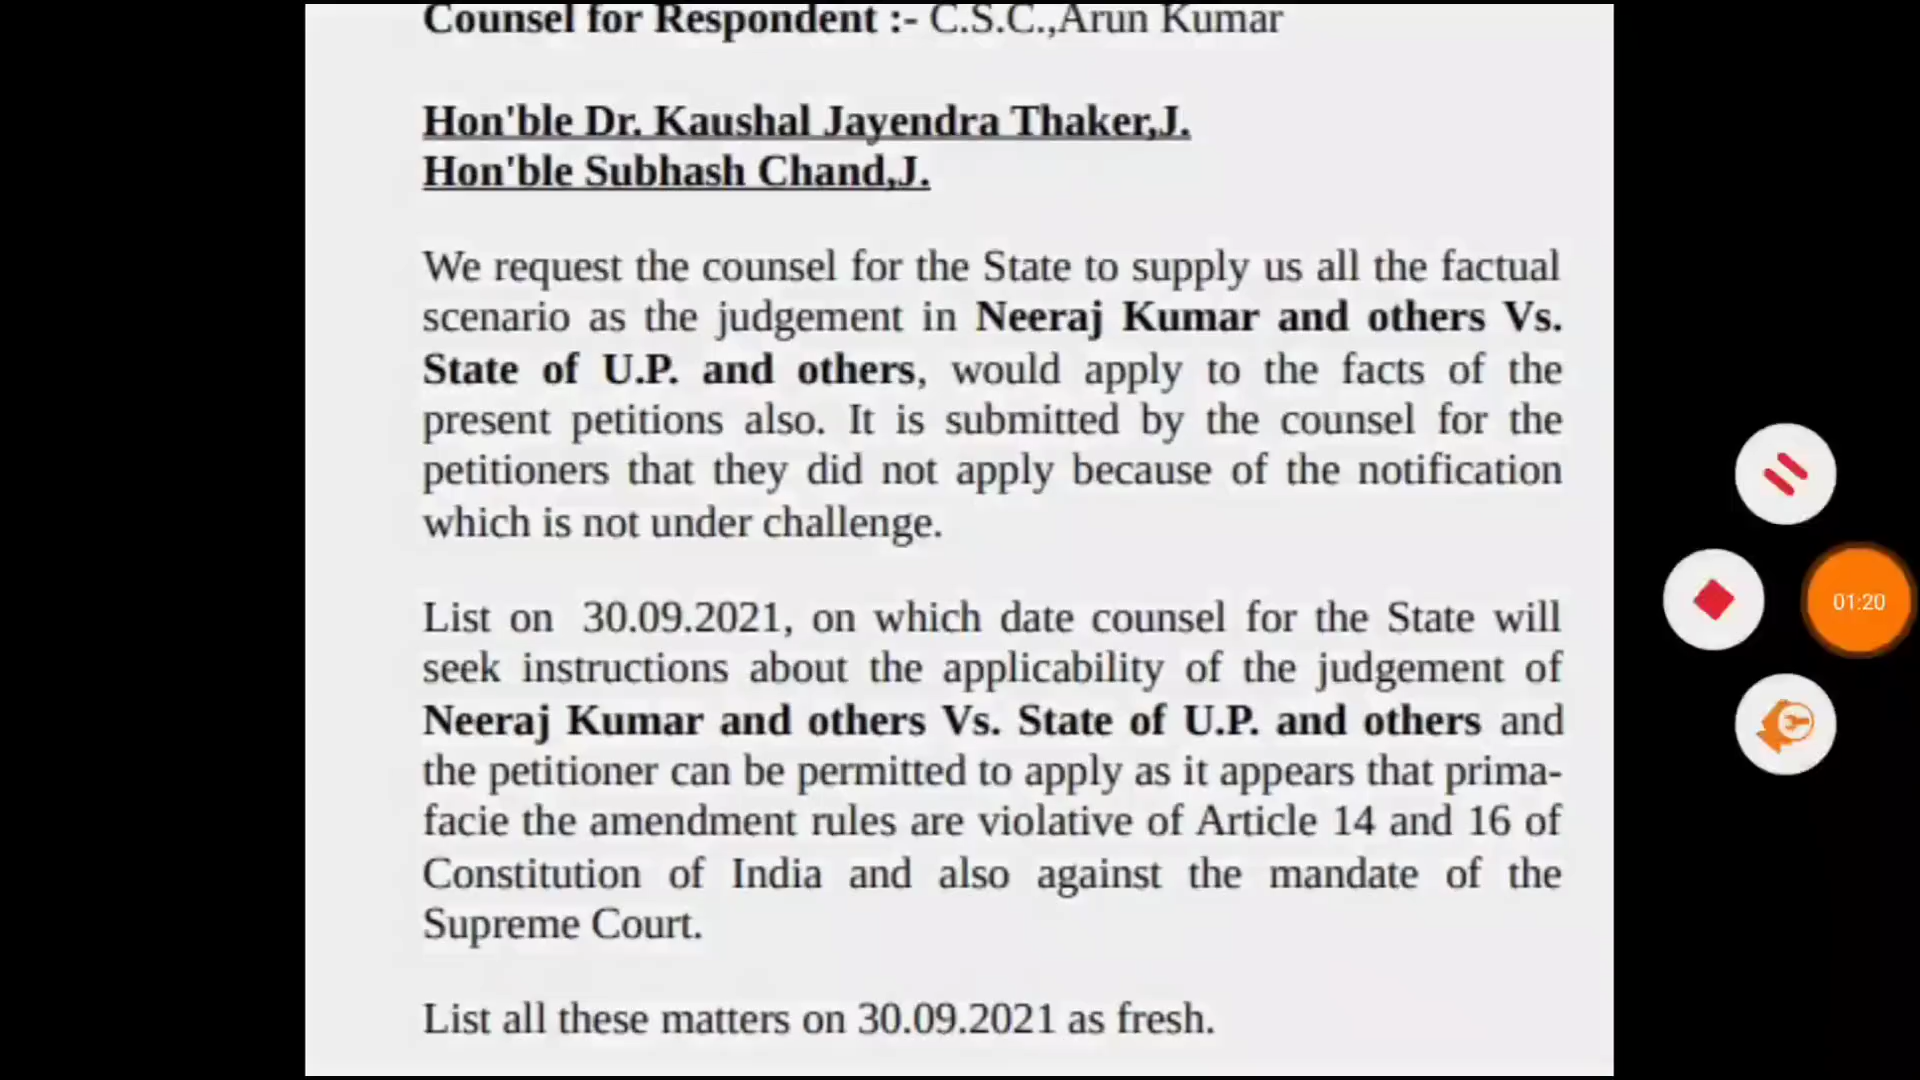 Counsel for Respondent :- C.S.C.,Arun Kumar
Hon'ble Dr. Kaushal Jayendra Thaker,J.
Hon'ble Subhash Chand,J.
We request the counsel for the State to supply us all the factual
scenario as the judgement in Neeraj Kumar and others Vs.
State of U.P. and others, would apply to the facts of the
present petitions also. It is submitted by the counsel for the
petitioners that they did not apply because of the notification
which is not under challenge.
List on 30.09.2021, on which date counsel for the State will
seek instructions about the applicability of the judgement of
Neeraj Kumar and others Vs. State of U.P. and others and
the petitioner can be permitted to apply as it appears that prima-
facie the amendment rules are violative of Article 14 and 16 of
Constitution of India and also against the mandate of the
Supreme Court.
List all these matters on 30.09.2021 as fresh.
01:20